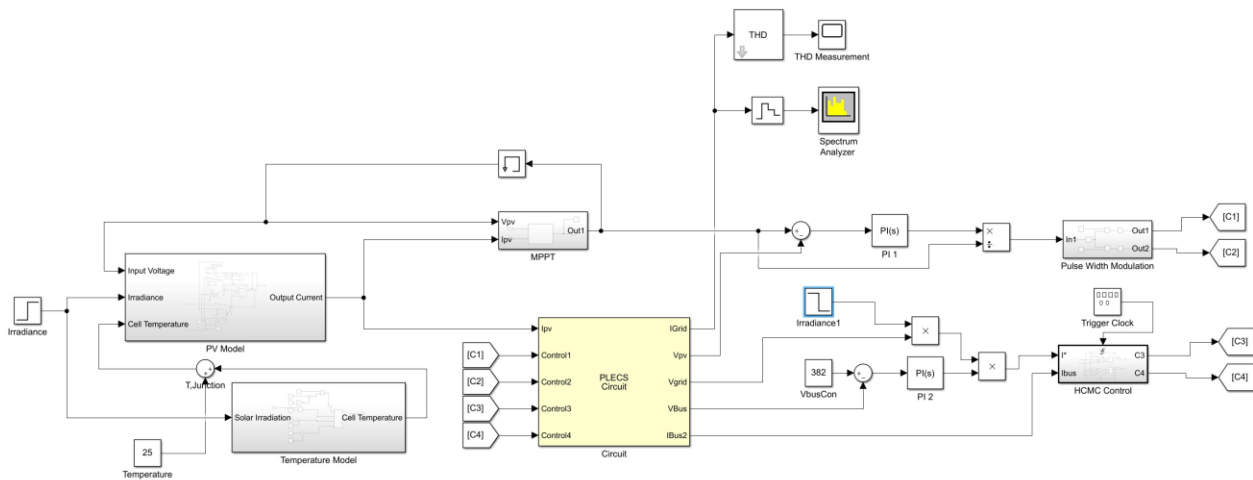 THD
THD Measurement
Spectrum
Analyzer
Vpv
Ipv
Out1
MPPT
+
−
PI(s)
PI 1
×
÷
In1
Out1
Out2
Pulse Width Modulation
[C1]
[C2]
Input Voltage
Irradiance
Cell Temperature
Output Current
PV Model
Irradiance
T,Junction
+
+
Solar Irradiation
Cell Temperature
Temperature Model
25
Temperature
[C1]
[C2]
[C3]
[C4]
Ipv
Control1
Control2
Control3
Control4
PLECS
Circuit
IGrid
Vpv
Vgrid
VBus
IBus2
Circuit
Irradiance1
×
382
VbusCon
+
−
PI(s)
PI 2
×
Trigger Clock
I*
Ibus
C3
C4
HCMC Control
[C3]
[C4]